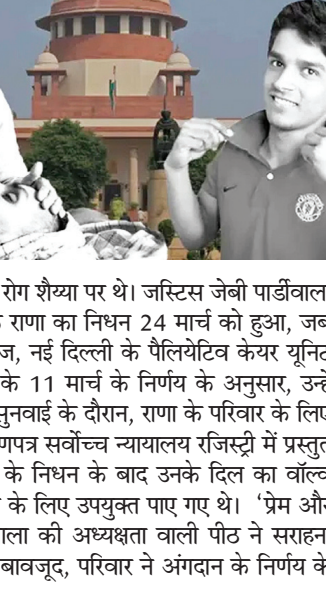 रोग शैय्या पर थे। जस्टिस जेबी पार्डीवाला
राणा का निधन 24 मार्च को हुआ, जब
नई दिल्ली के पैलियेटिव केयर यूनिट
के 11 मार्च के निर्णय के अनुसार, उन्हें
सुनवाई के दौरान, राणा के परिवार के लिए
सर्वोच्च न्यायालय रजिस्ट्री में प्रस्तुत
के निधन के बाद उनके दिल का वॉल्व
के लिए उपयुक्त पाए गए थे। ‘प्रेम और
की अध्यक्षता वाली पीठ ने सराहन
बावजूद, परिवार ने अंगदान के निर्णय के